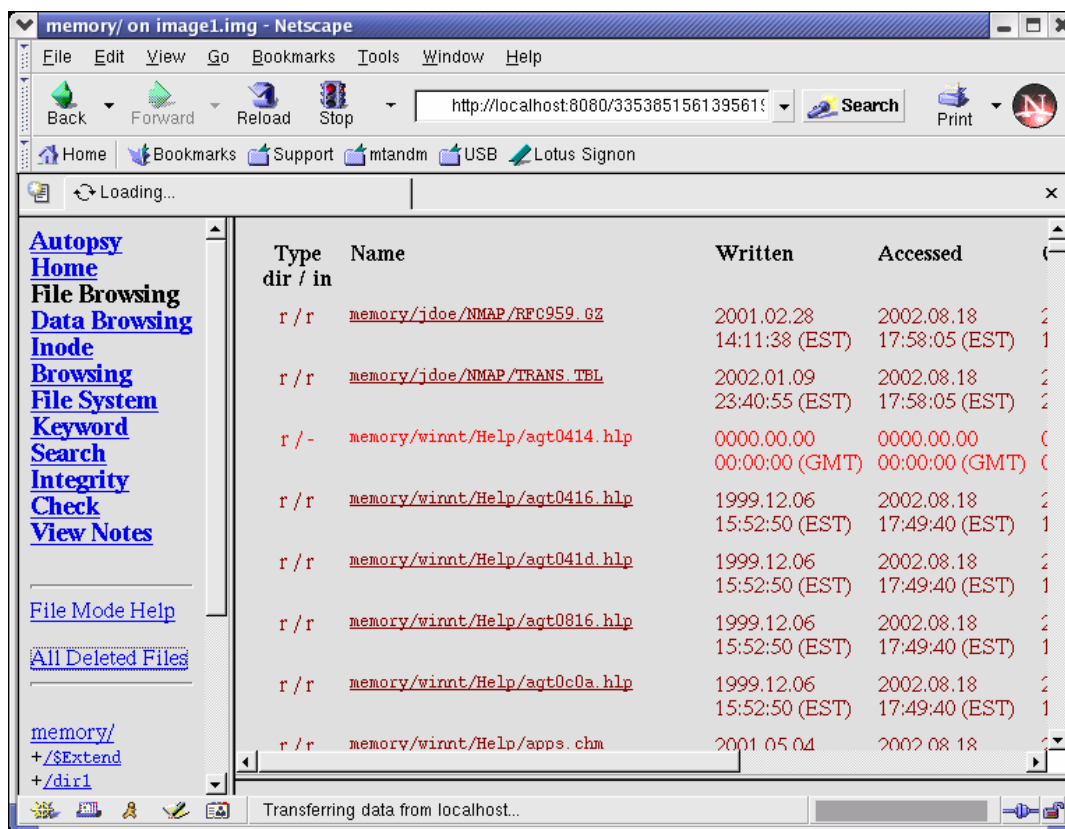 memory/ on image1.img - Netscape
File Edit View Go Bookmarks Tools Window Help
Back Forward Reload Stop http://localhost:8080/3353851561395619 Search Print N
Home Bookmarks Support mtandm USB Lotus Signon
Loading...
Autopsy
Home
File Browsing
Data Browsing
Inode
Browsing
File System
Keyword
Search
Integrity
Check
View Notes
File Mode Help
All Deleted Files
memory/
+/$Extend
+/dir1
Type Name Written Accessed
dir / in
r / r memory/jdoe/NMAP/RFC959.GZ 2001.02.28 2002.08.18
14:11:38 (EST) 17:58:05 (EST)
r / r memory/jdoe/NMAP/TRANS.TBL 2002.01.09 2002.08.18
23:40:55 (EST) 17:58:05 (EST)
r / - memory/winnt/Help/agt0414.hlp 0000.00.00 0000.00.00
00:00:00 (GMT) 00:00:00 (GMT)
r / r memory/winnt/Help/agt0416.hlp 1999.12.06 2002.08.18
15:52:50 (EST) 17:49:40 (EST)
r / r memory/winnt/Help/agt041d.hlp 1999.12.06 2002.08.18
15:52:50 (EST) 17:49:40 (EST)
r / r memory/winnt/Help/agt0816.hlp 1999.12.06 2002.08.18
15:52:50 (EST) 17:49:40 (EST)
r / r memory/winnt/Help/agt0c0a.hlp 1999.12.06 2002.08.18
15:52:50 (EST) 17:49:40 (EST)
r / r memory/winnt/Help/apps.chm 2001.05.04 2002.08.18
Transferring data from localhost...